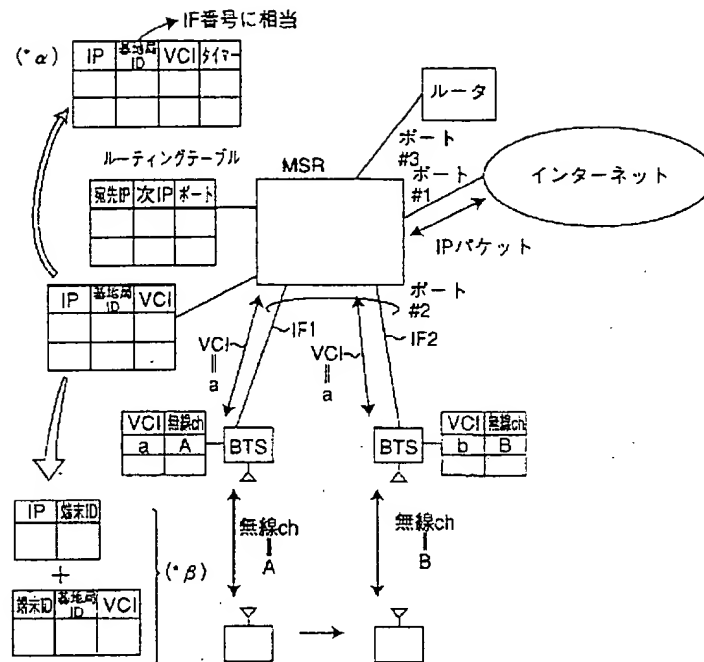 IF番号に相当
(*α)
IP 基地局ID VCI タイマー
ルータ
ルーティングテーブル
MSR
ポート
#3
ポート
#1
インターネット
宛先IP 次IP ポート
IPパケット
IP 基地局ID VCI
ポート
#2
IF1
IF2
VCI
=
a
VCI
=
a
VCI 無線ch
a A
BTS
BTS
VCI 無線ch
b B
IP 端末ID
+
端末ID 基地局ID VCI
(*β)
無線ch
=
A
無線ch
=
B